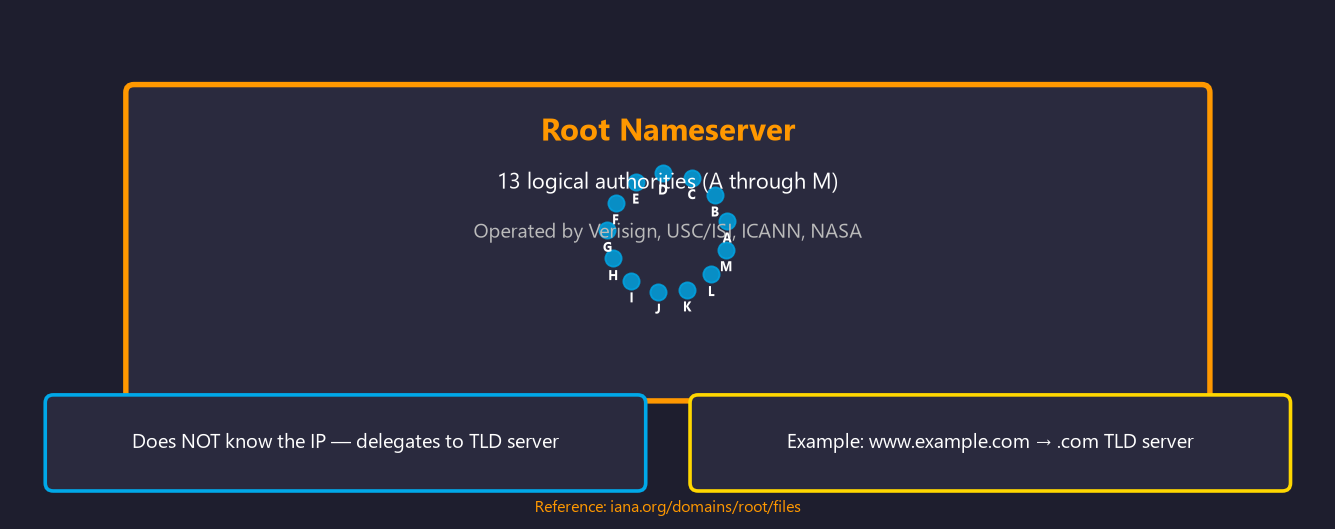 Root Nameserver
13 logical authorities (A through M)
Operated by Verisign, USC/ISI, ICANN, NASA
D
C
E
B
F
A
G
M
H
L
I
J
K
Does NOT know the IP — delegates to TLD server
Example: www.example.com → .com TLD server
Reference: iana.org/domains/root/files